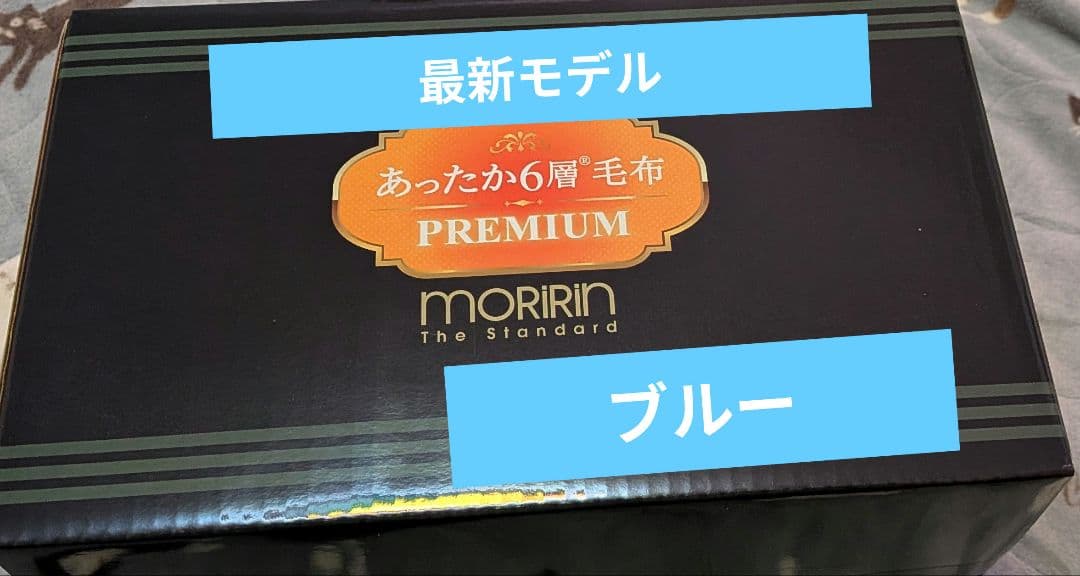 最新モデル
あったか6層®毛布
PREMIUM
MORiRin
The Standard
ブルー